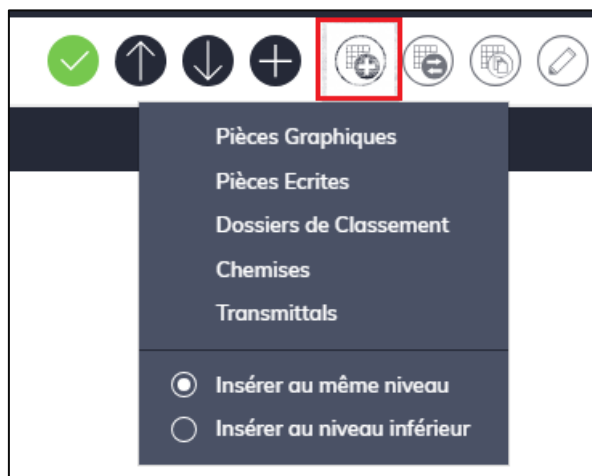 Pièces Graphiques
Pièces Ecrites
Dossiers de Classement
Chemises
Transmittals
Insérer au même niveau
Insérer au niveau inférieur